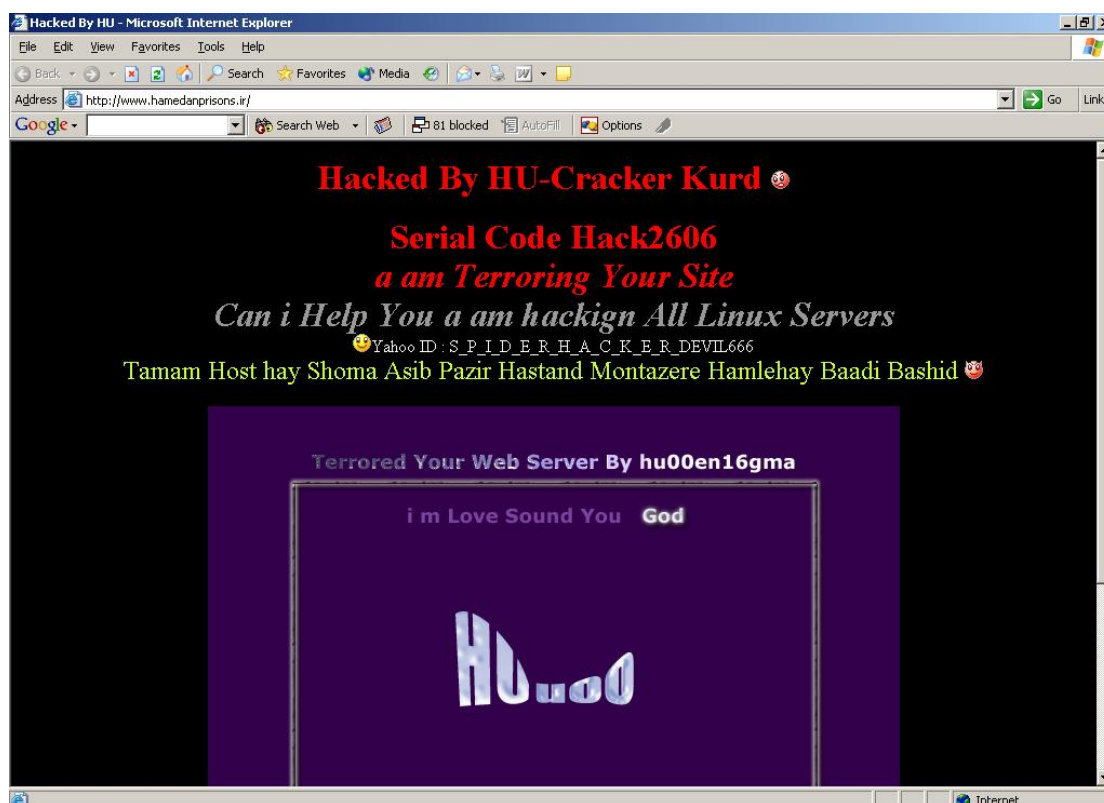 Hacked By HU - Microsoft Internet Explorer
File Edit View Favorites Tools Help
Back Search Favorites Media
Address http://www.hamedanprisons.ir/ Go Link
Google Search Web 81 blocked AutoFill Options
Hacked By HU-Cracker Kurd
Serial Code Hack2606
a am Terroring Your Site
Can i Help You a am hackign All Linux Servers
Yahoo ID : S_P_I_D_E_R_H_A_C_K_E_R_DEVIL666
Tamam Host hay Shoma Asib Pazir Hastand Montazere Hamlehay Baadi Bashid
Terrored Your Web Server By hu00en16gma
i m Love Sound You God
Internet